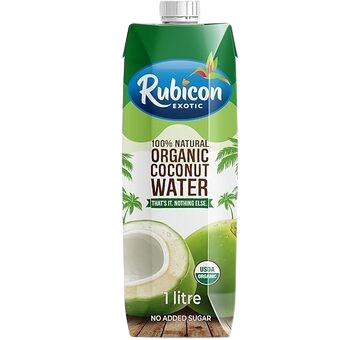 Rubicon
EXOTIC
100% NATURAL
ORGANIC
COCONUT
WATER
THAT'S IT, NOTHING ELSE.
USDA
ORGANIC
1 litre
NO ADDED SUGAR